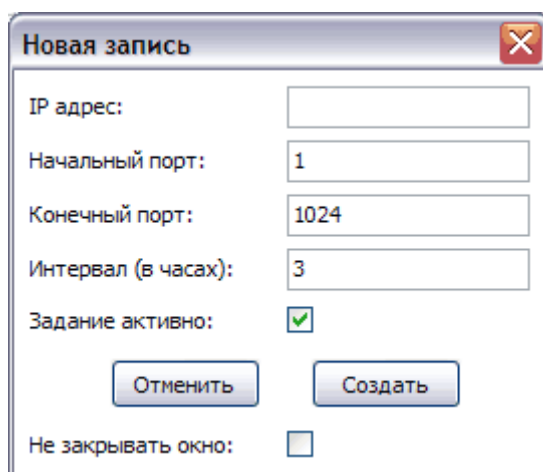 Новая запись
IP адрес:
Начальный порт: 1
Конечный порт: 1024
Интервал (в часах): 3
Задание активно:
Отменить Создать
Не закрывать окно: